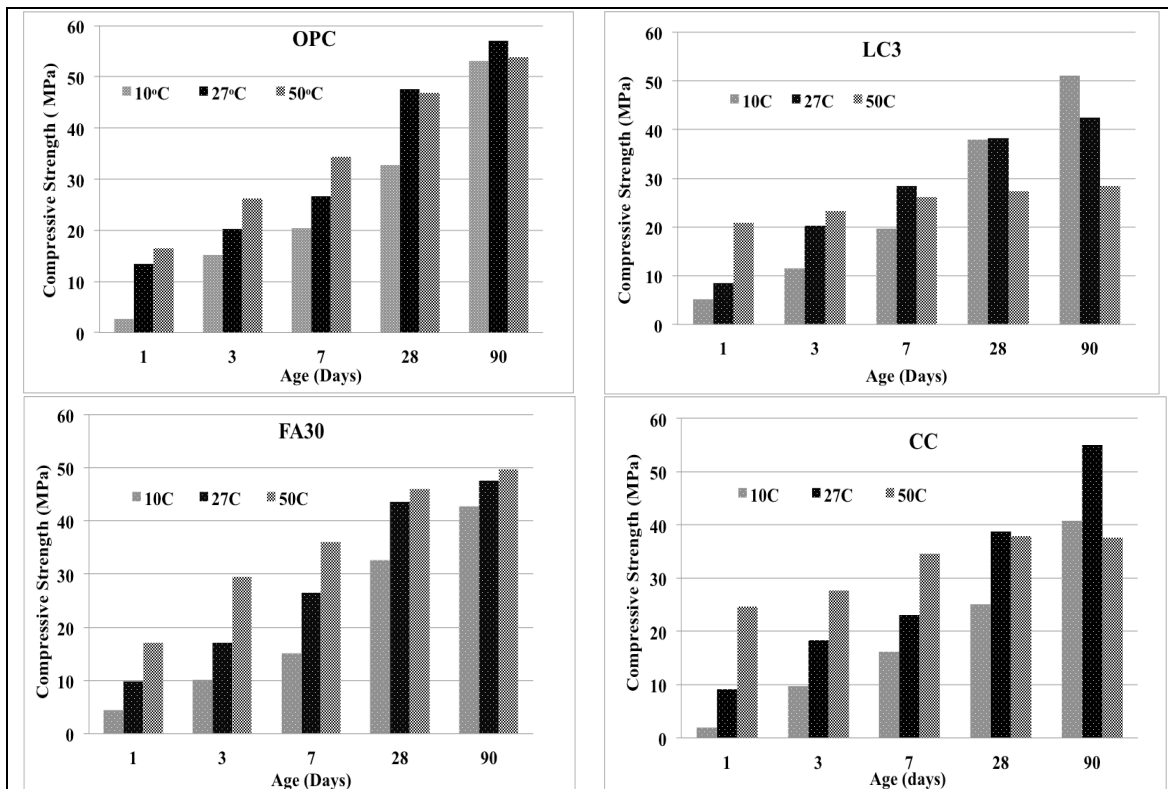 OPC
10ºC 27ºC 50ºC
Compressive Strength ( MPa)
60
50
40
30
20
10
0
1 3 7 28 90
Age (Days)
LC3
10C 27C 50C
Compressive Strength (MPa)
60
50
40
30
20
10
0
1 3 7 28 90
Age (Days)
FA30
10C 27C 50C
Compressive Strength (MPa)
60
50
40
30
20
10
0
1 3 7 28 90
Age (Days)
CC
10C 27C 50C
Compressive Strength (MPa)
60
50
40
30
20
10
0
1 3 7 28 90
Age (days)